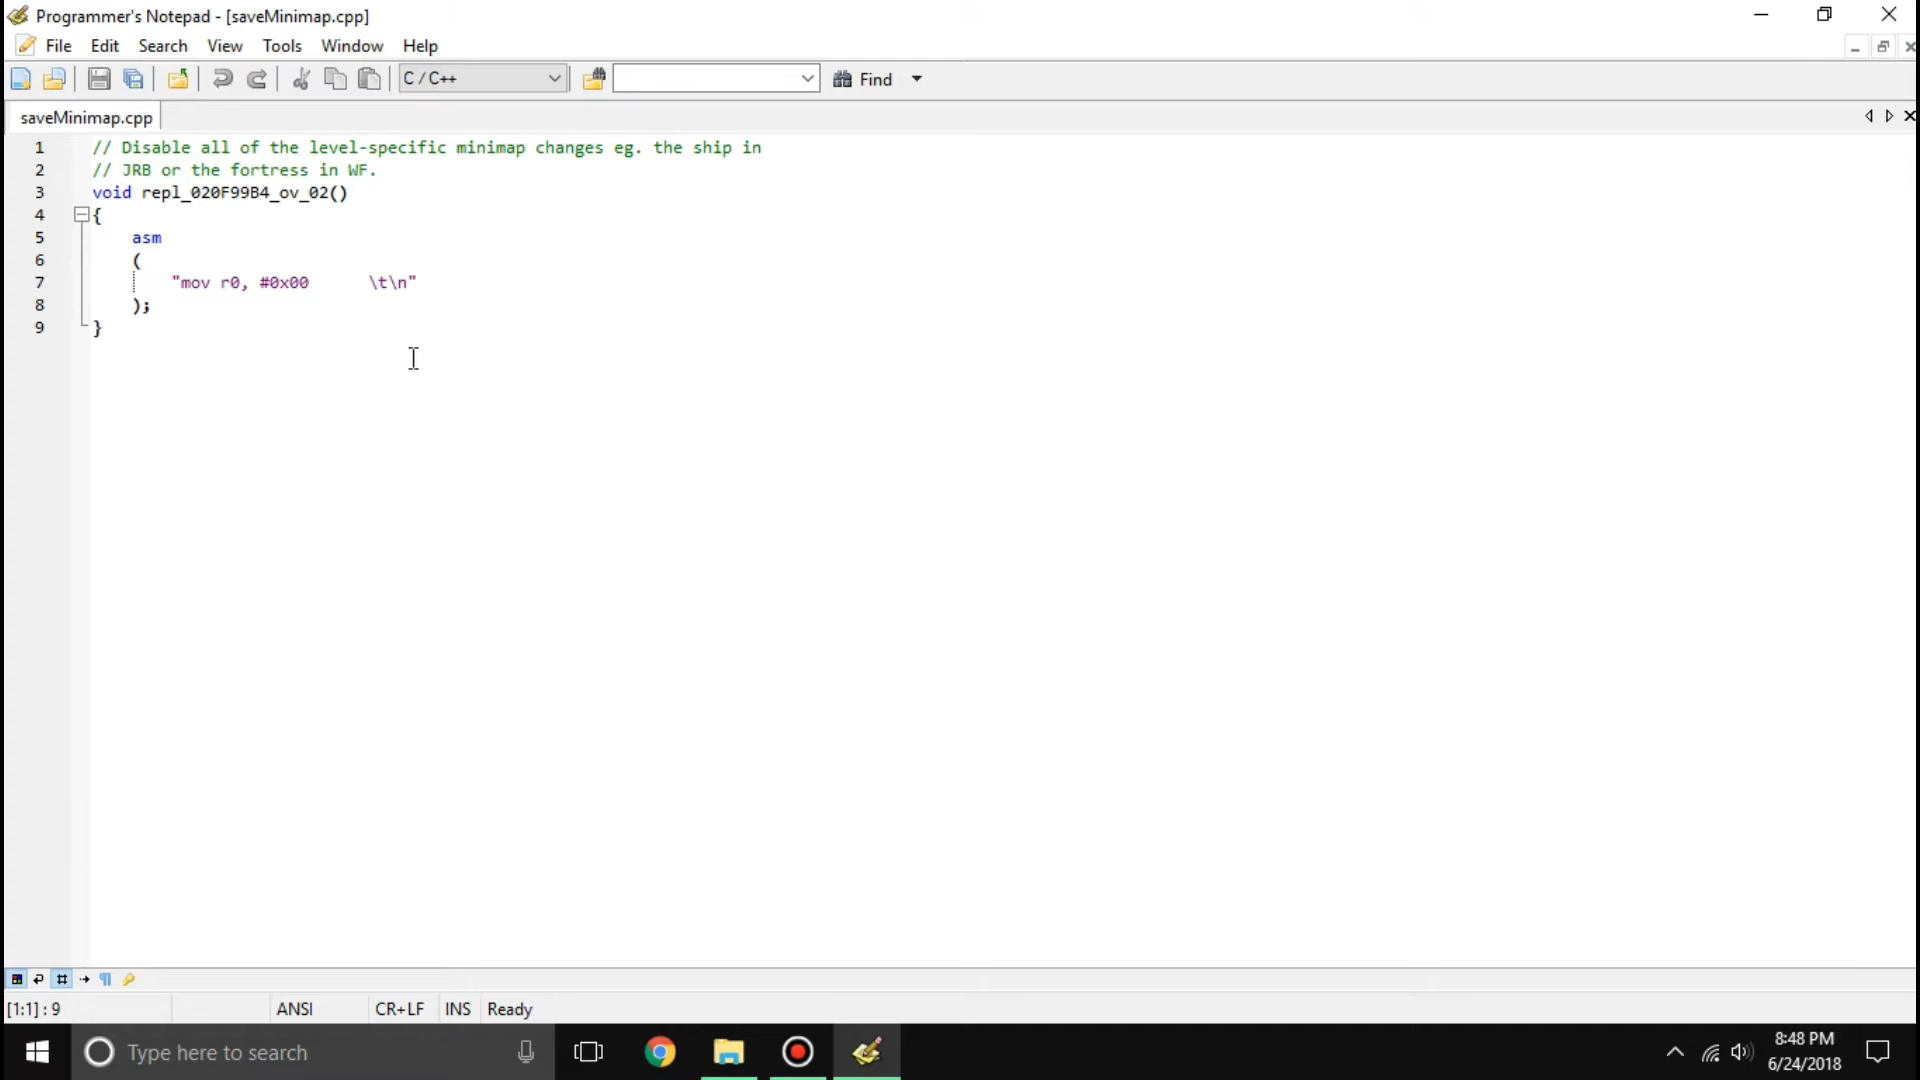 Programmer's Notepad - [saveMinimap.cpp]
File Edit Search View Tools Window Help
C / C++ Find
saveMinimap.cpp
1 // Disable all of the level-specific minimap changes eg. the ship in
2 // JRB or the fortress in WF.
3 void repl_020F99B4_ov_02()
4 {
5 asm
6 (
7 "mov r0, #0x00 \t\n"
8 );
9 }
[1:1] : 9 ANSI CR+LF INS Ready
Type here to search
8:48 PM
6/24/2018